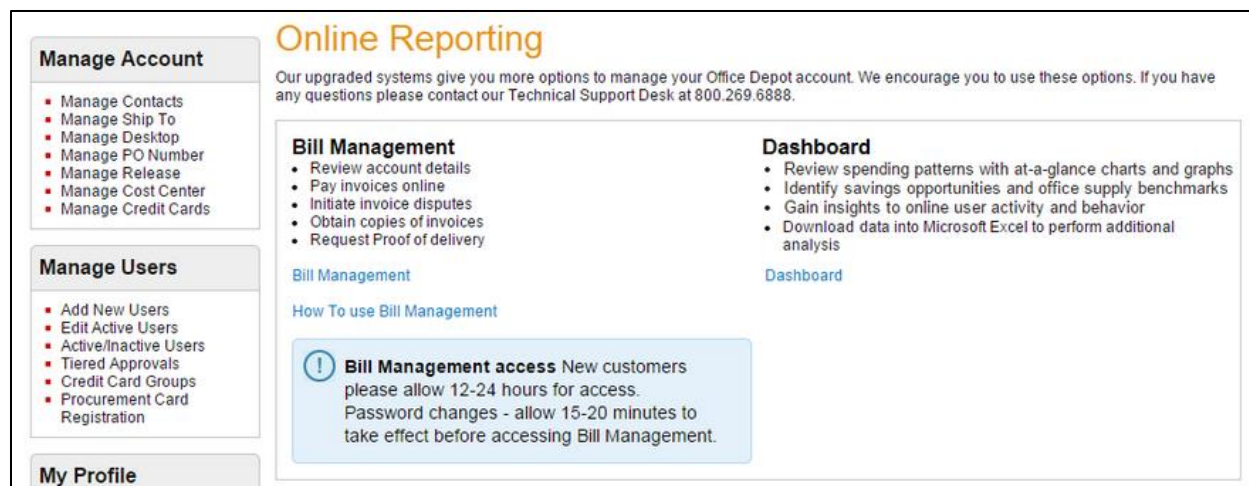 Manage Account
Manage Contacts
Manage Ship To
Manage Desktop
Manage PO Number
Manage Release
Manage Cost Center
Manage Credit Cards
Manage Users
Add New Users
Edit Active Users
Active/Inactive Users
Tiered Approvals
Credit Card Groups
Procurement Card
Registration
My Profile
Online Reporting
Our upgraded systems give you more options to manage your Office Depot account. We encourage you to use these options. If you have
any questions please contact our Technical Support Desk at 800.269.6888.
Bill Management
Review account details
Pay invoices online
Initiate invoice disputes
Obtain copies of invoices
Request Proof of delivery
Bill Management
How To use Bill Management
Bill Management access New customers
please allow 12-24 hours for access.
Password changes - allow 15-20 minutes to
take effect before accessing Bill Management.
Dashboard
Review spending patterns with at-a-glance charts and graphs
Identify savings opportunities and office supply benchmarks
Gain insights to online user activity and behavior
Download data into Microsoft Excel to perform additional
analysis
Dashboard